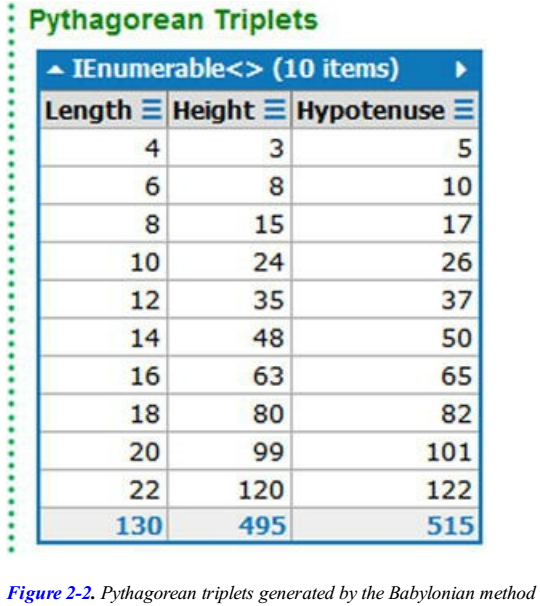 Pythagorean Triplets
IEnumerable<> (10 items)
Length Height Hypotenuse
4 3 5
6 8 10
8 15 17
10 24 26
12 35 37
14 48 50
16 63 65
18 80 82
20 99 101
22 120 122
130 495 515
Figure 2-2. Pythagorean triplets generated by the Babylonian method